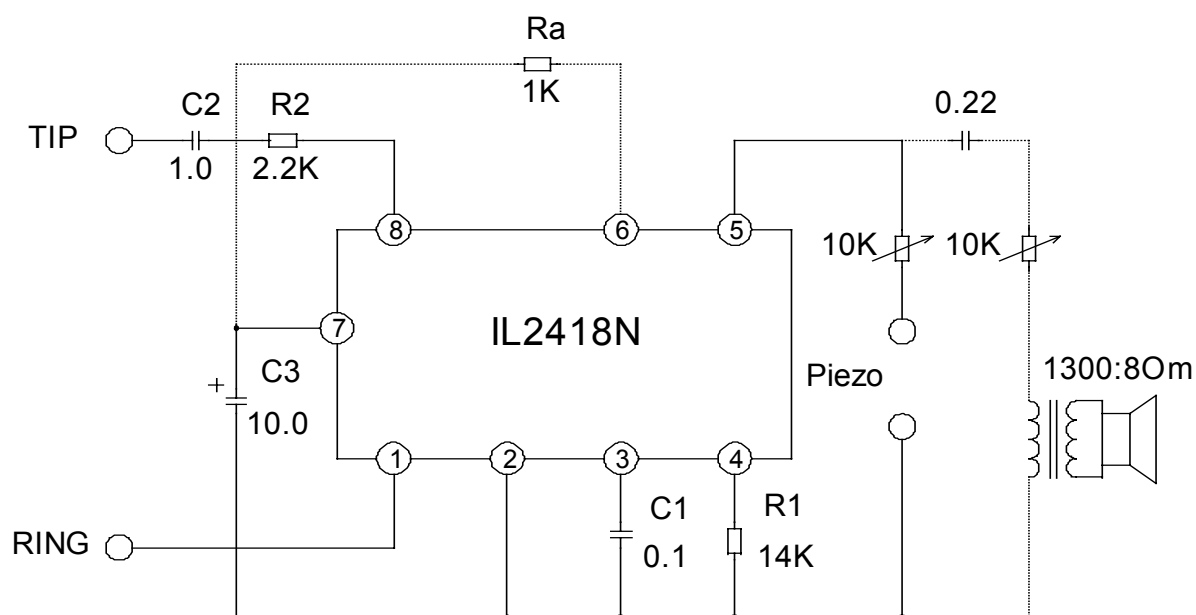 Ra
1K
C2
R2
0.22
TIP
1.0
2.2K
8
6
5
10K
10K
7
IL2418N
C3
+
10.0
Piezo
1300:8Om
1
2
3
4
C1
R1
RING
0.1
14K